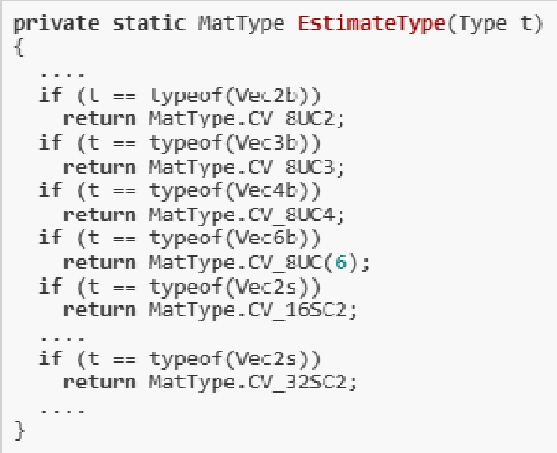 private static MatType EstimateType(Type t)
{
  ....
  if (t == typeof(Vec2b))
    return MatType.CV_8UC2;
  if (t == typeof(Vec3b))
    return MatType.CV_8UC3;
  if (t == typeof(Vec4b))
    return MatType.CV_8UC4;
  if (t == typeof(Vec6b))
    return MatType.CV_8UC(6);
  if (t == typeof(Vec2s))
    return MatType.CV_16SC2;
  ....
  if (t == typeof(Vec2s))
    return MatType.CV_32SC2;
  ....
}